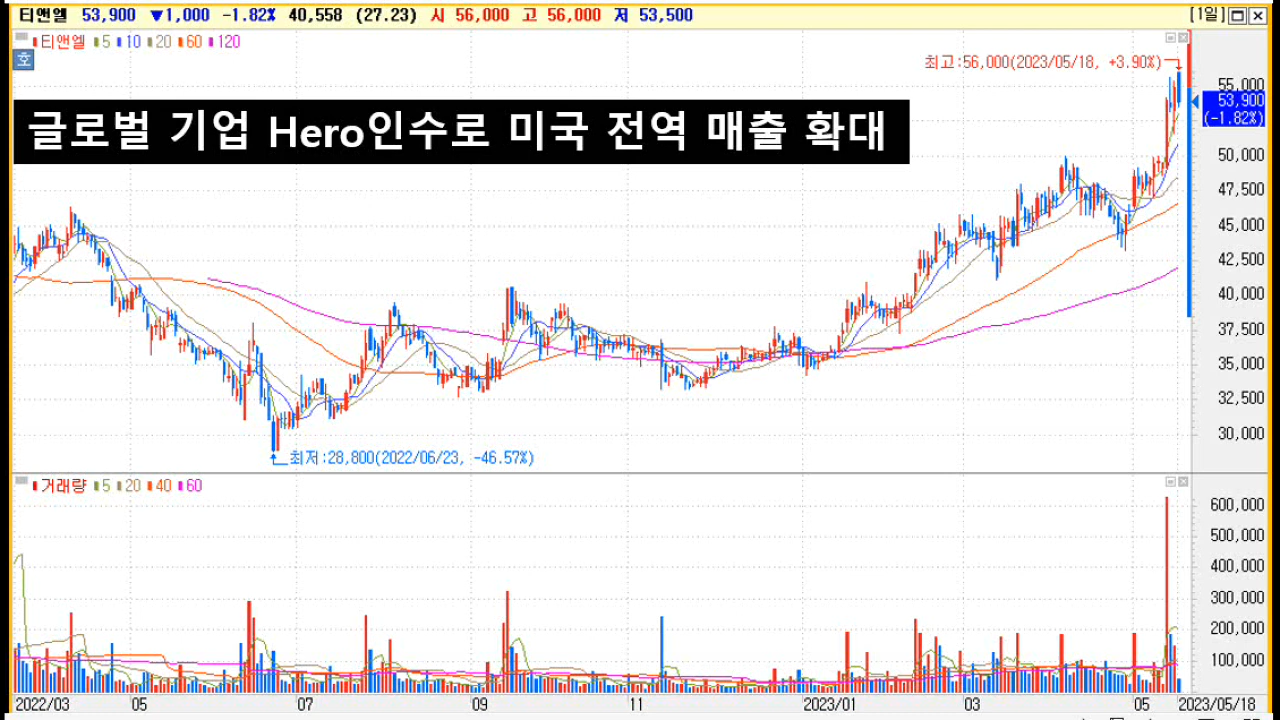 티앤엘 53,900 ▼1,000 -1.82% 40,558 (27.23) 시 56,000 고 56,000 저 53,500 [1일]
티앤엘 5 10 20 60 120
호
최고:56,000(2023/05/18, +3.90%)
글로벌 기업 Hero인수로 미국 전역 매출 확대
55,000
53,900
(-1.82%)
50,000
47,500
45,000
42,500
40,000
37,500
35,000
32,500
30,000
최저:28,800(2022/06/23, -46.57%)
거래량 5 20 40 60
600,000
500,000
400,000
300,000
200,000
100,000
2022/03 05 07 09 11 2023/01 03 05 2023/05/18